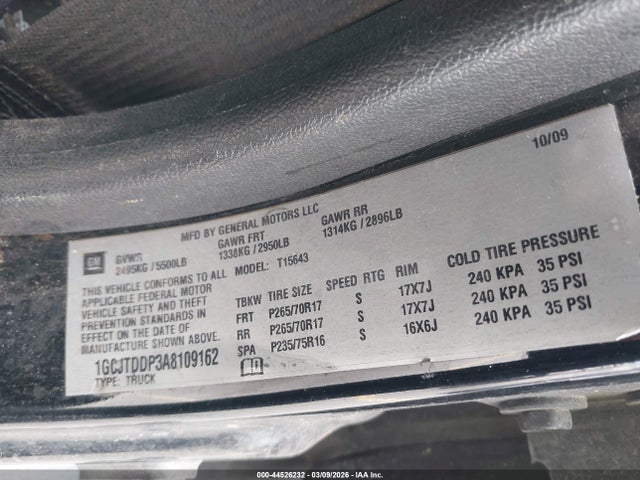 10/09
MFD BY GENERAL MOTORS LLC
GM
GVWR GAWR FRT GAWR RR
2495KG / 5500LB 1338KG / 2950LB 1314KG / 2896LB
THIS VEHICLE CONFORMS TO ALL MODEL: T15643
APPLICABLE FEDERAL MOTOR
VEHICLE SAFETY AND THEFT
PREVENTION STANDARDS IN
EFFECT ON THE DATE OF
MANUFACTURE SHOWN ABOVE.
1GCJTDDP3A8109162
TYPE: TRUCK
TBKW TIRE SIZE SPEED RTG RIM COLD TIRE PRESSURE
FRT P265/70R17 S 17X7J 240 KPA 35 PSI
RR P265/70R17 S 17X7J 240 KPA 35 PSI
SPA P235/75R16 S 16X6J 240 KPA 35 PSI
000-44526232 - 03/09/2026 - IAA Inc.